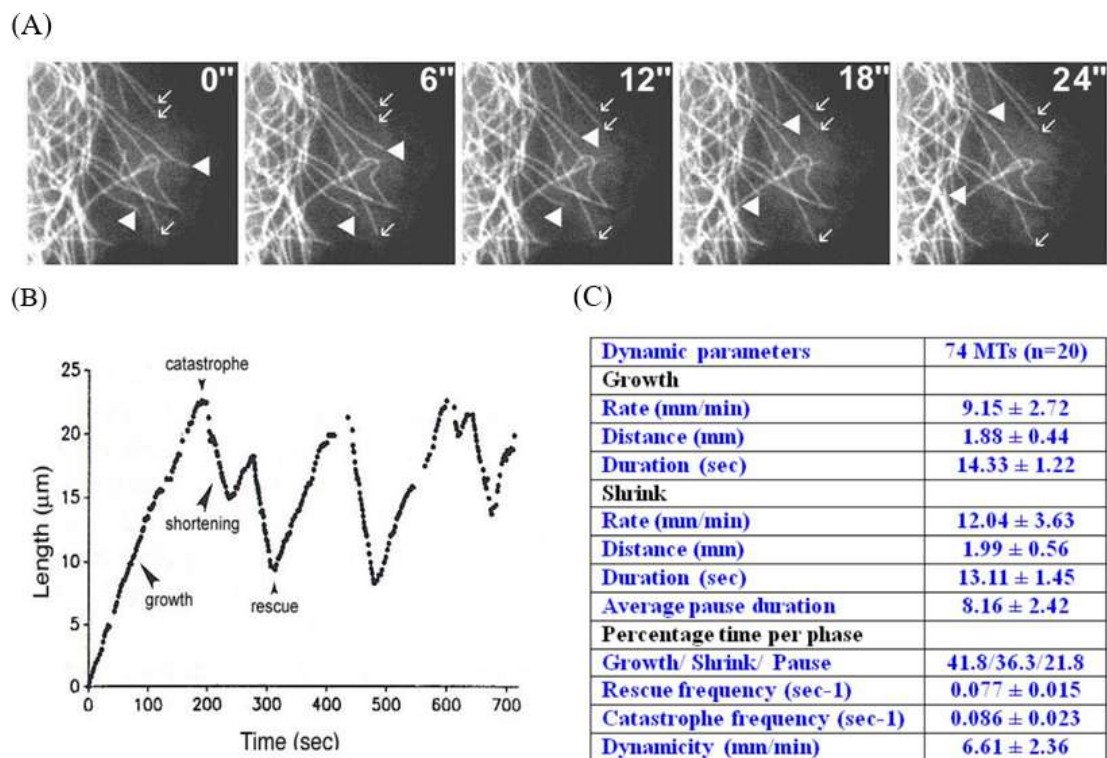 (A)
0" 6" 12" 18" 24"
(B)
catastrophe
25
20
15
10
5
0
Length (µm)
growth
shortening
rescue
0 100 200 300 400 500 600 700
Time (sec)
(C)
Dynamic parameters 74 MTs (n=20)
Growth
Rate (mm/min) 9.15 ± 2.72
Distance (mm) 1.88 ± 0.44
Duration (sec) 14.33 ± 1.22
Shrink
Rate (mm/min) 12.04 ± 3.63
Distance (mm) 1.99 ± 0.56
Duration (sec) 13.11 ± 1.45
Average pause duration 8.16 ± 2.42
Percentage time per phase
Growth/ Shrink/ Pause 41.8/36.3/21.8
Rescue frequency (sec-1) 0.077 ± 0.015
Catastrophe frequency (sec-1) 0.086 ± 0.023
Dynamicity (mm/min) 6.61 ± 2.36